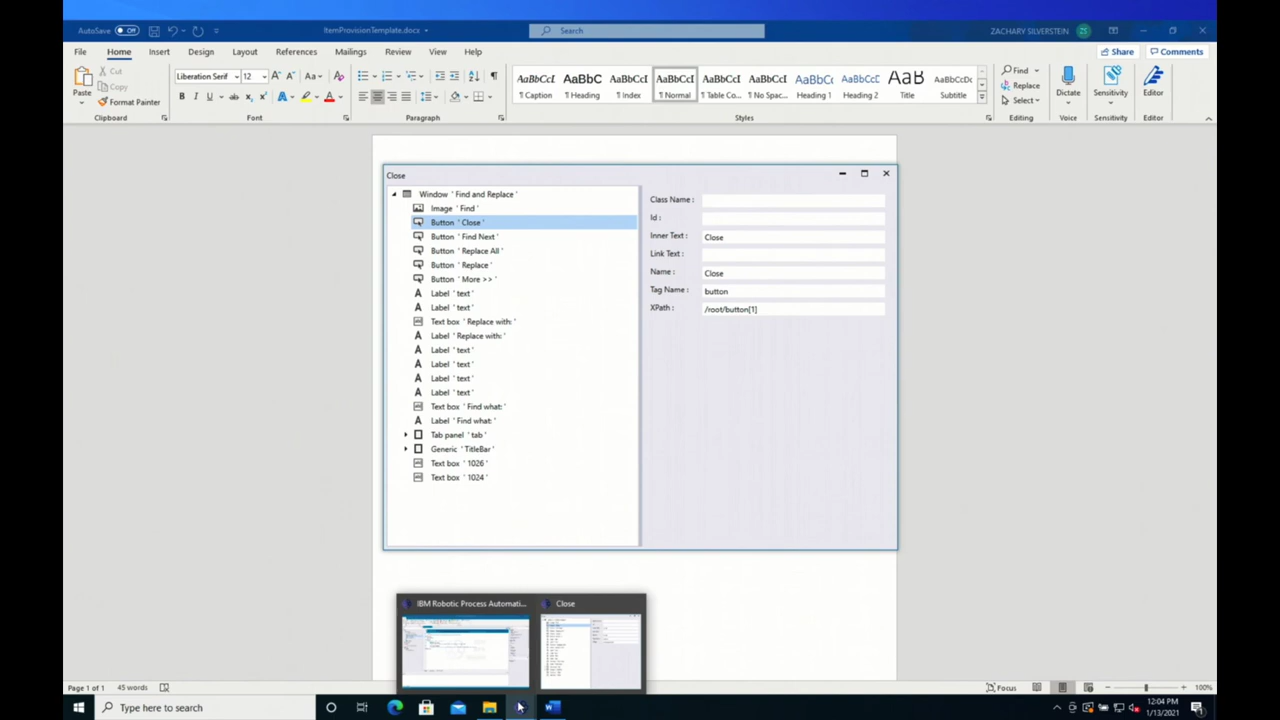 AutoSave Off
ItemProvisionTemplate.docx
Search
ZACHARY SILVERSTEIN ZS
File Home Insert Design Layout References Mailings Review View Help
Share Comments
Paste
Cut
Copy
Format Painter
Liberation Serif 12
Aa
B I U ab x₂ x²
AaBbCcI AaBbC AaBbCcI AaBbCcI AaBbCcI AaBbCcI AaBbCc AaBbCcI AaB AaBbCcD
¶ Caption ¶ Heading ¶ Index ¶ Normal ¶ Table Co... ¶ No Spac... Heading 1 Heading 2 Title Subtitle
Find
Replace
Select
Dictate Sensitivity Editor
Clipboard Font Paragraph Styles Editing Voice Sensitivity Editor
Close
Window ' Find and Replace '
Image ' Find '
Button ' Close '
Button ' Find Next '
Button ' Replace All '
Button ' Replace '
Button ' More >> '
Label ' text '
Label ' text '
Text box ' Replace with: '
Label ' Replace with: '
Label ' text '
Label ' text '
Label ' text '
Label ' text '
Text box ' Find what: '
Label ' Find what: '
Tab panel ' tab '
Generic ' TitleBar '
Text box ' 1026 '
Text box ' 1024 '
Class Name :
Id :
Inner Text : Close
Link Text :
Name : Close
Tag Name : button
XPath : /root/button[1]
IBM Robotic Process Automati... Close
Page 1 of 1 45 words
Focus 100%
Type here to search
12:04 PM
1/13/2021